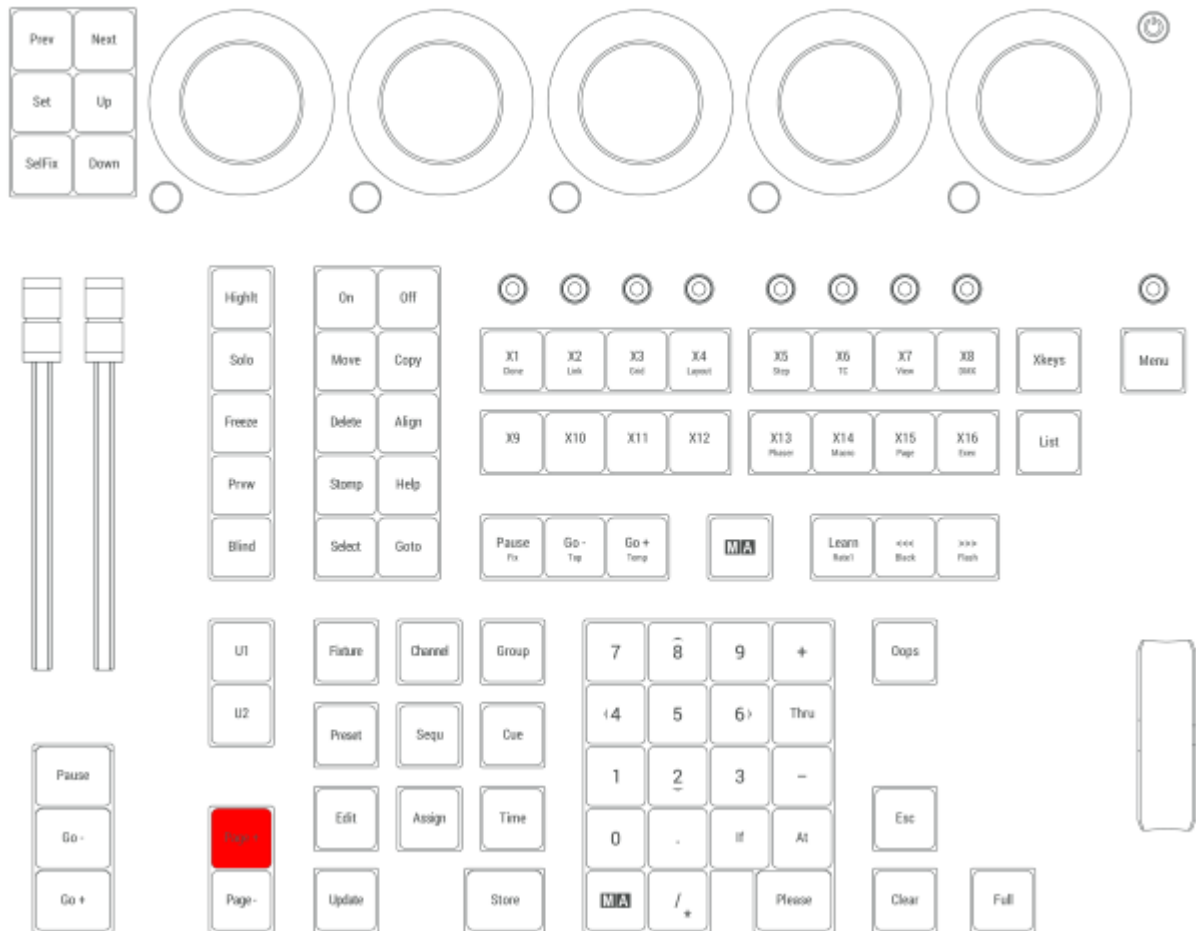 Prev Next
Set Up
SelFix Down
Highlt On Off
Solo Move Copy X1 X2 X3 X4 X5 X6 X7 X8 Xkeys Menu
Done Link Grid Layout Step TC View DMX
Freeze Delete Align X9 X10 X11 X12 X13 X14 X15 X16 List
Phaser Macro Page Exec
Prvw Stomp Help
Blind Select Goto Pause Go - Go + MA Learn <<< >>>
Fix Top Temp Rate1 Black Flash
U1 Fixture Channel Group 7 8 9 + Oops
U2 Preset Sequ Cue 4 5 6 Thru
Pause 1 2 3 -
Go - Page + Edit Assign Time 0 . If At Esc
Go + Page - Update Store MA / * Please Clear Full